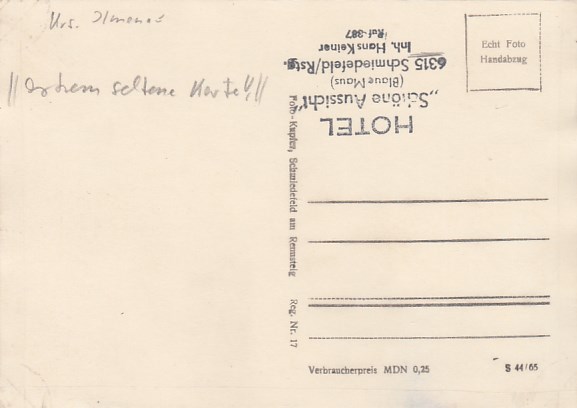 Krs. Ilmenau
|| extrem seltene Karte!! ||
Echt Foto
Handabzug
HOTEL
„Schöne Aussicht"
(Blaue Maus)
6315 Schmiedefeld/Rstg.
Inh. Hans Keiner
Ruf 387
Foto-Kupfer, Schmiedefeld am Rennsteig Reg. Nr. 17
Verbraucherpreis MDN 0,25
S 44/65